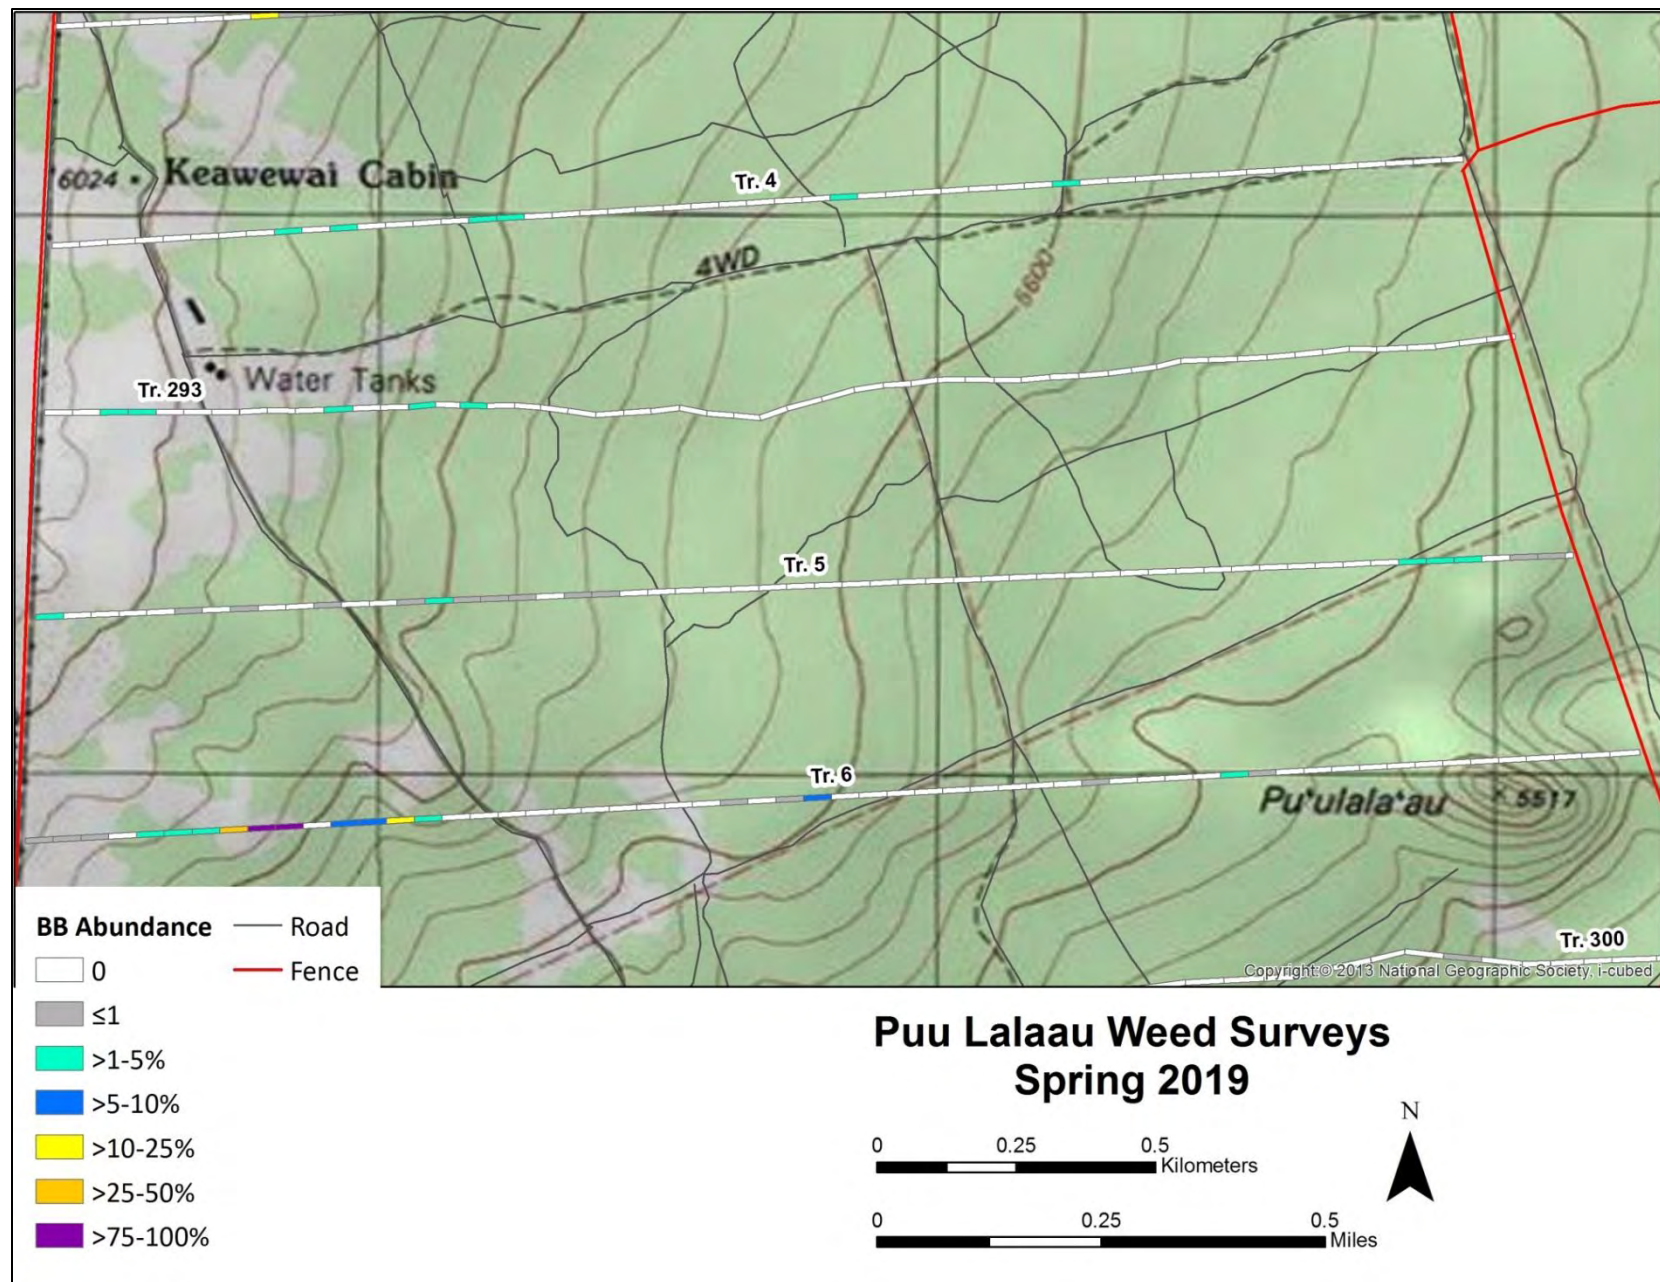 6024
Keawewai Cabin
Tr. 4
4WD
6600
Water Tanks
Tr. 293
Tr. 5
Tr. 6
Pu'ulala'au
5517
Tr. 300
Copyright:© 2013 National Geographic Society, i-cubed
BB Abundance
Road
0
Fence
≤1
>1-5%
>5-10%
>10-25%
>25-50%
>75-100%
Puu Lalaau Weed Surveys
Spring 2019
N
0 0.25 0.5
Kilometers
0 0.25 0.5
Miles